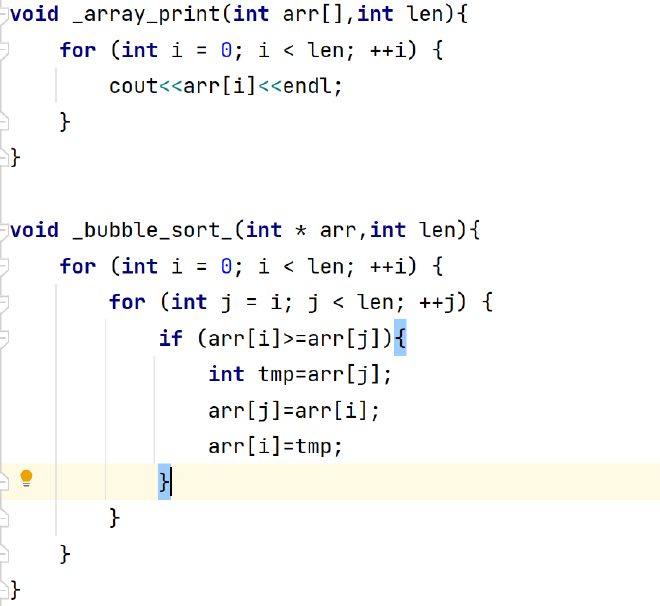 void _array_print(int arr[],int len){
    for (int i = 0; i < len; ++i) {
        cout<<arr[i]<<endl;
    }
}
void _bubble_sort_(int * arr,int len){
    for (int i = 0; i < len; ++i) {
        for (int j = i; j < len; ++j) {
            if (arr[i]>=arr[j]){
                int tmp=arr[j];
                arr[j]=arr[i];
                arr[i]=tmp;
            }
        }
    }
}